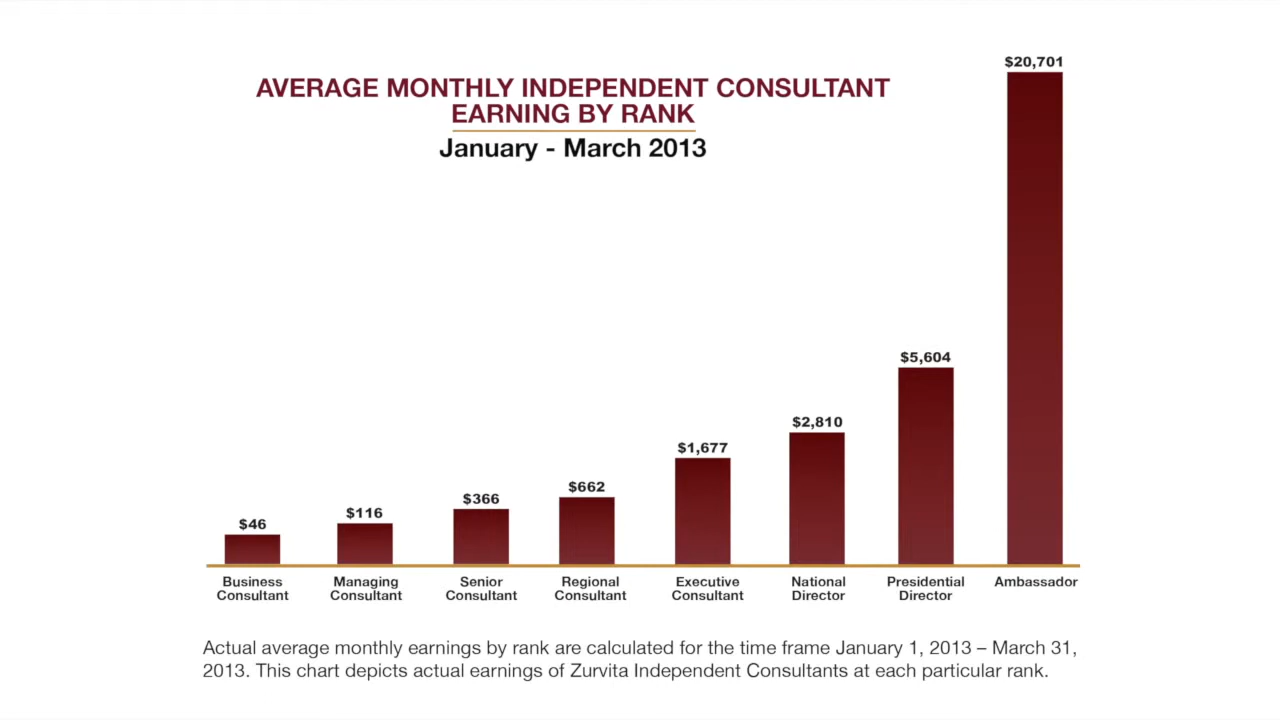 AVERAGE MONTHLY INDEPENDENT CONSULTANT
EARNING BY RANK
January - March 2013
$46
$116
$366
$662
$1,677
$2,810
$5,604
$20,701
Business
Consultant
Managing
Consultant
Senior
Consultant
Regional
Consultant
Executive
Consultant
National
Director
Presidential
Director
Ambassador
Actual average monthly earnings by rank are calculated for the time frame January 1, 2013 – March 31,
2013. This chart depicts actual earnings of Zurvita Independent Consultants at each particular rank.